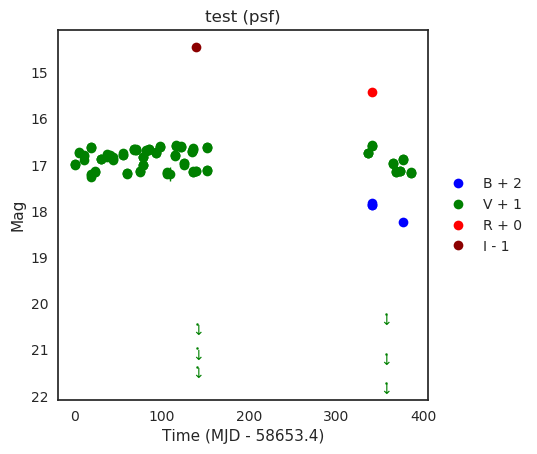 test (psf)
15
16
17
18
19
20
21
22
Mag
0
100
200
300
400
Time (MJD - 58653.4)
B + 2
V + 1
R + 0
I - 1